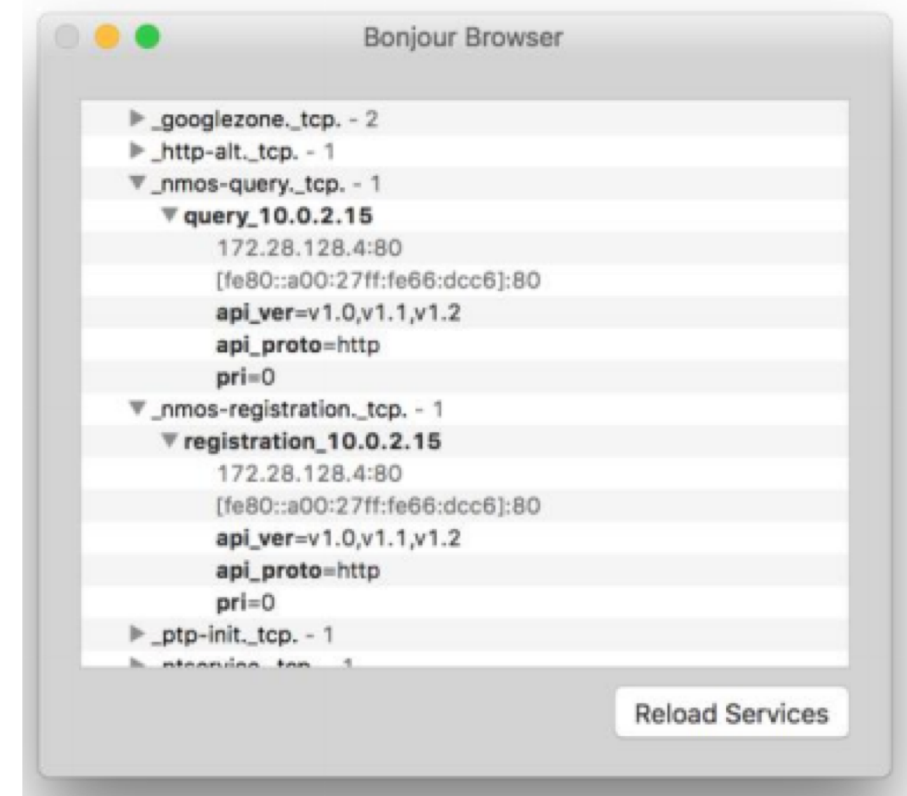 Bonjour Browser
_googlezone._tcp. - 2
_http-alt._tcp. - 1
_nmos-query._tcp. - 1
query_10.0.2.15
172.28.128.4:80
[fe80::a00:27ff:fe66:dcc6]:80
api_ver=v1.0,v1.1,v1.2
api_proto=http
pri=0
_nmos-registration._tcp. - 1
registration_10.0.2.15
172.28.128.4:80
[fe80::a00:27ff:fe66:dcc6]:80
api_ver=v1.0,v1.1,v1.2
api_proto=http
pri=0
_ptp-init._tcp. - 1
Reload Services